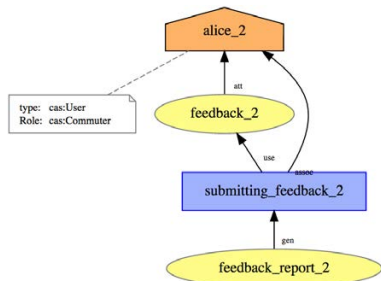 alice_2
type: cas:User
Role: cas:Commuter
att
feedback_2
use
assoc
submitting_feedback_2
gen
feedback_report_2